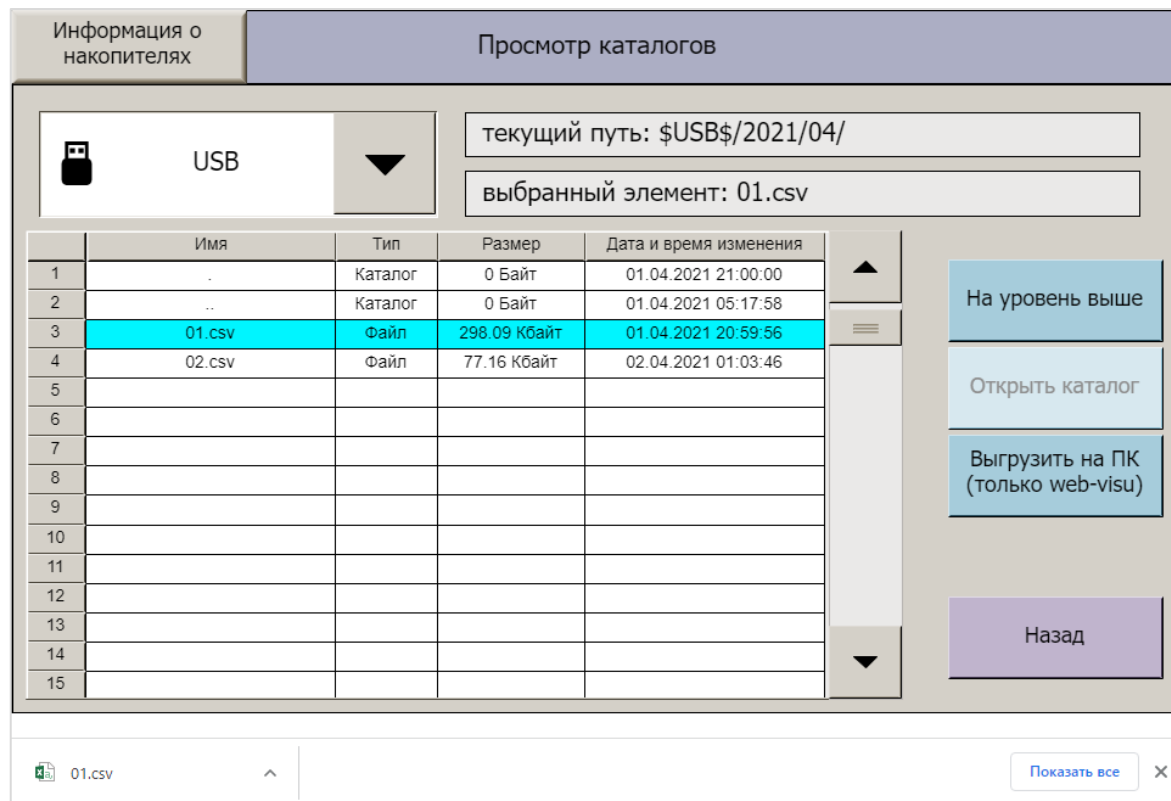 Информация о
накопителях
Просмотр каталогов
USB
текущий путь: $USB$/2021/04/
выбранный элемент: 01.csv
Имя Тип Размер Дата и время изменения
1 . Каталог 0 Байт 01.04.2021 21:00:00
2 .. Каталог 0 Байт 01.04.2021 05:17:58
3 01.csv Файл 298.09 Кбайт 01.04.2021 20:59:56
4 02.csv Файл 77.16 Кбайт 02.04.2021 01:03:46
5
6
7
8
9
10
11
12
13
14
15
На уровень выше
Открыть каталог
Выгрузить на ПК
(только web-visu)
Назад
01.csv
Показать все